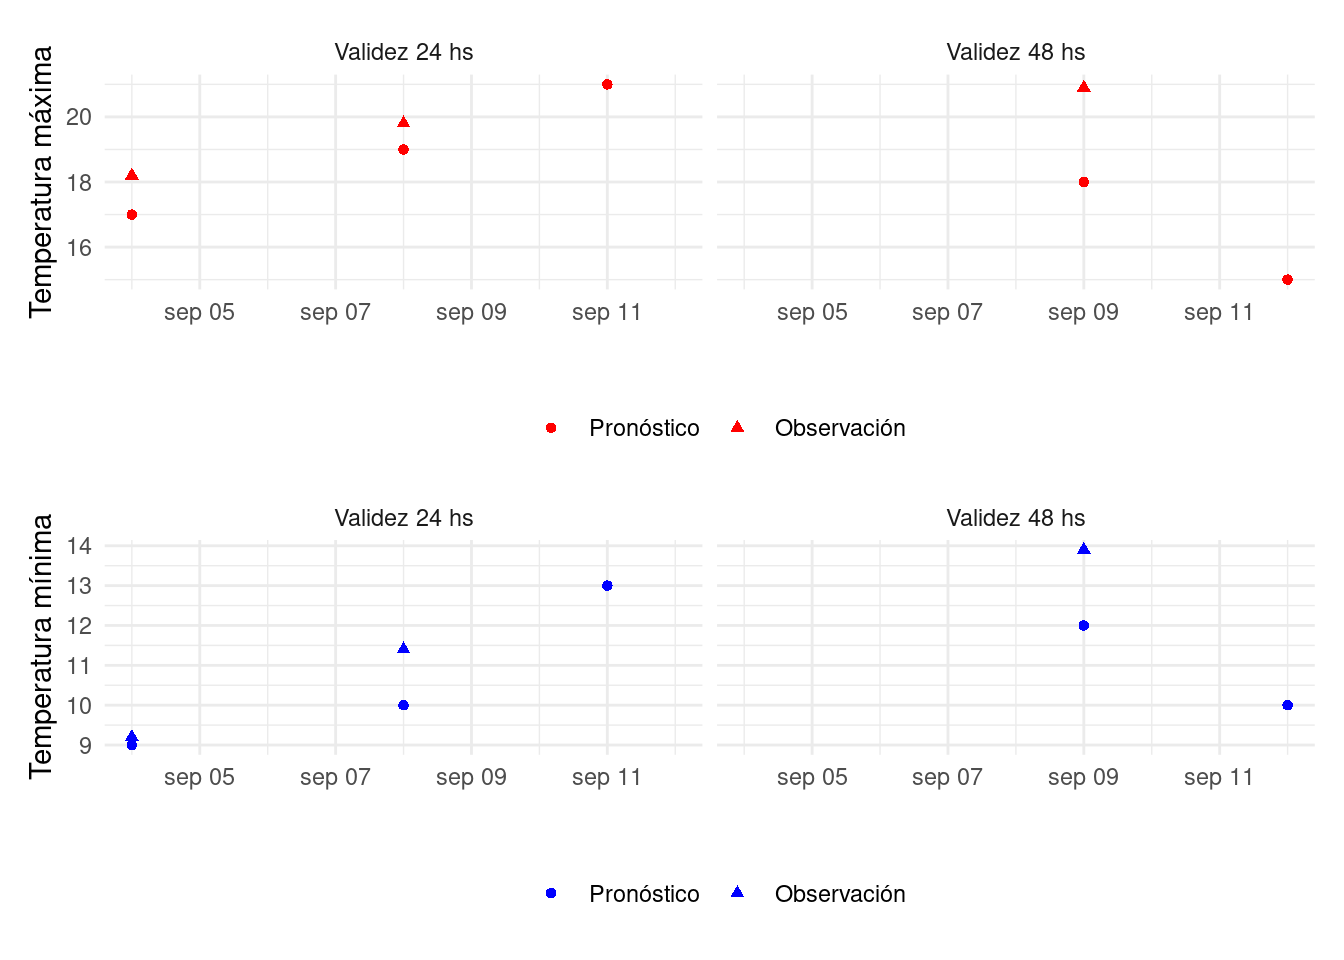 Validez 24 hs
Validez 48 hs
Temperatura máxima
20
18
16
sep 05
sep 07
sep 09
sep 11
sep 05
sep 07
sep 09
sep 11
Pronóstico
Observación
Validez 24 hs
Validez 48 hs
Temperatura mínima
14
13
12
11
10
9
sep 05
sep 07
sep 09
sep 11
sep 05
sep 07
sep 09
sep 11
Pronóstico
Observación